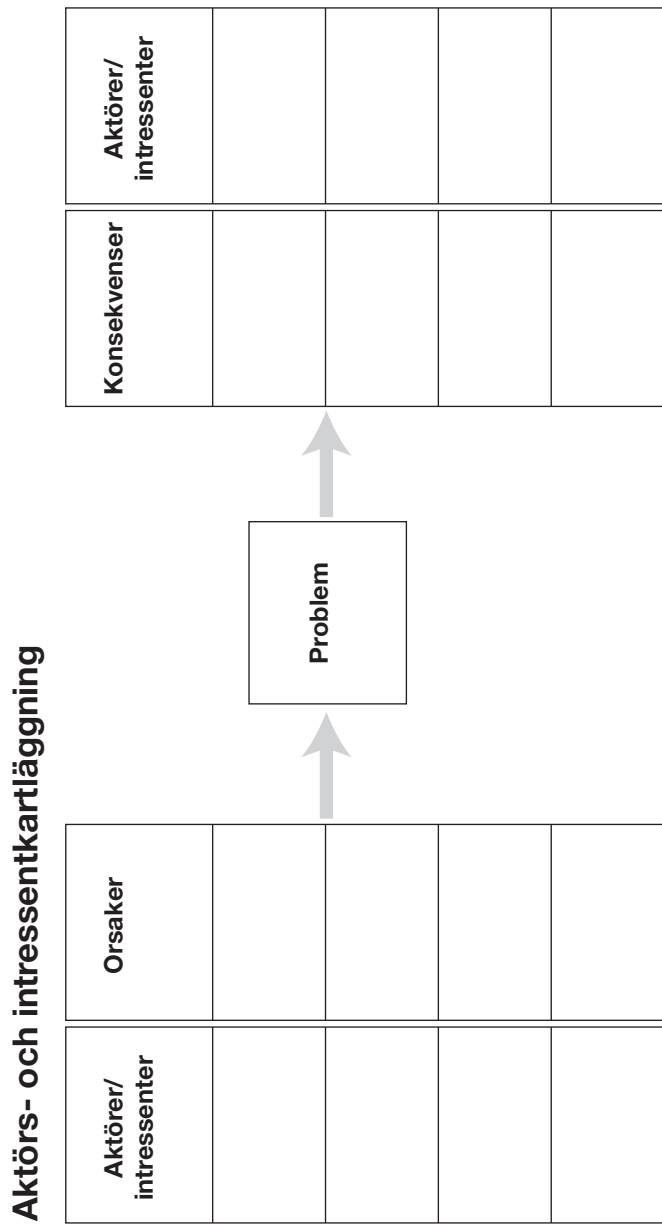 Aktörs- och intressentkartläggning
Aktörer/
intressenter
Orsaker
Problem
Konsekvenser
Aktörer/
intressenter